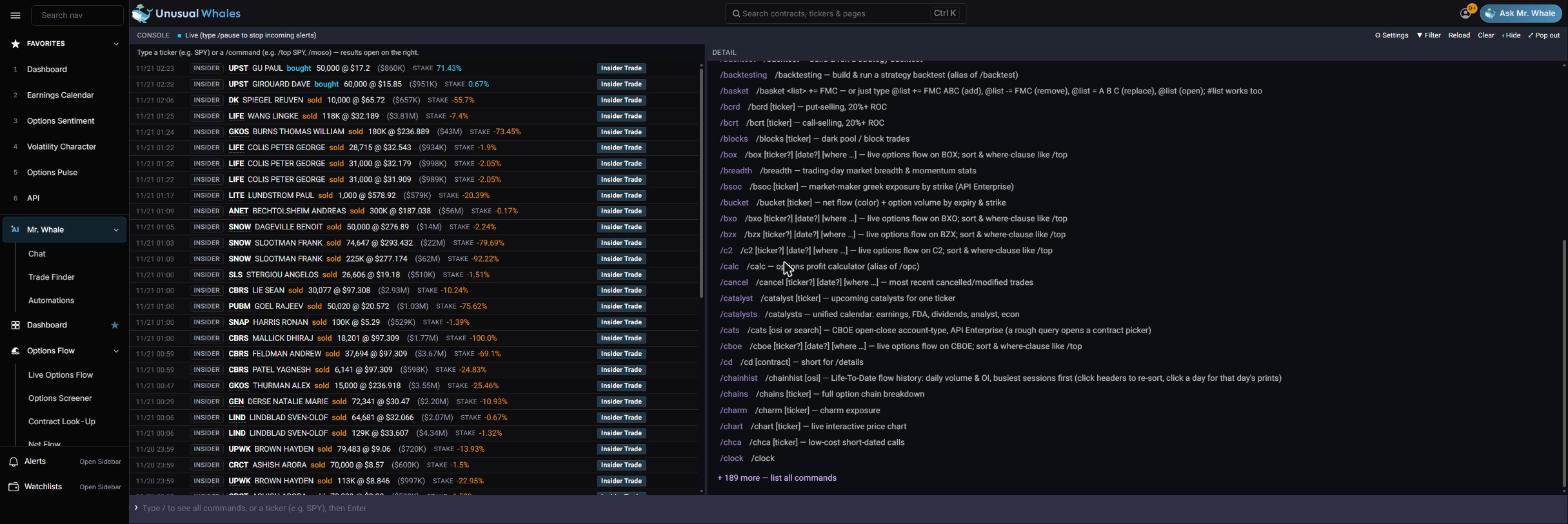 Search nav
Unusual Whales
Search contracts, tickers & pages Ctrl K
9+
Ask Mr. Whale
FAVORITES
1 Dashboard
2 Earnings Calendar
3 Options Sentiment
4 Volatility Character
5 Options Pulse
6 API
AI Mr. Whale
Chat
Trade Finder
Automations
Dashboard
Options Flow
Live Options Flow
Options Screener
Contract Look-Up
Net Flow
Alerts Open Sidebar
Watchlists Open Sidebar
CONSOLE Live (type /pause to stop incoming alerts)
Settings Filter Reload Clear Hide Pop out
Type a ticker (e.g. SPY) or a /command (e.g. /top SPY, /moso) — results open on the right.
11/21 02:23 INSIDER UPST GU PAUL bought 50,000 @ $17.2 ($860K) STAKE 71.43% Insider Trade
11/21 02:22 INSIDER UPST GIROUARD DAVE bought 60,000 @ $15.85 ($951K) STAKE 0.67% Insider Trade
11/21 02:06 INSIDER DK SPIEGEL REUVEN sold 10,000 @ $65.72 ($657K) STAKE -55.7% Insider Trade
11/21 01:25 INSIDER LIFE WANG LINGKE sold 118K @ $32.189 ($3.81M) STAKE -7.4% Insider Trade
11/21 01:24 INSIDER GKOS BURNS THOMAS WILLIAM sold 180K @ $236.889 ($43M) STAKE -73.45% Insider Trade
11/21 01:22 INSIDER LIFE COLIS PETER GEORGE sold 28,715 @ $32.543 ($934K) STAKE -1.9% Insider Trade
11/21 01:22 INSIDER LIFE COLIS PETER GEORGE sold 31,000 @ $32.179 ($998K) STAKE -2.05% Insider Trade
11/21 01:22 INSIDER LIFE COLIS PETER GEORGE sold 31,000 @ $31.909 ($989K) STAKE -2.05% Insider Trade
11/21 01:17 INSIDER LITE LUNDSTROM PAUL sold 1,000 @ $578.92 ($579K) STAKE -20.39% Insider Trade
11/21 01:09 INSIDER ANET BECHTOLSHEIM ANDREAS sold 300K @ $187.038 ($56M) STAKE -0.17% Insider Trade
11/21 01:05 INSIDER SNOW DAGEVILLE BENOIT sold 50,000 @ $276.89 ($14M) STAKE -2.24% Insider Trade
11/21 01:03 INSIDER SNOW SLOOTMAN FRANK sold 74,647 @ $293.432 ($22M) STAKE -79.69% Insider Trade
11/21 01:03 INSIDER SNOW SLOOTMAN FRANK sold 225K @ $277.174 ($62M) STAKE -92.22% Insider Trade
11/21 01:00 INSIDER SLS STERGIOU ANGELOS sold 26,606 @ $19.18 ($510K) STAKE -1.51% Insider Trade
11/21 01:00 INSIDER CBRS LIE SEAN sold 30,077 @ $97.308 ($2.93M) STAKE -10.24% Insider Trade
11/21 01:00 INSIDER PUBM GOEL RAJEEV sold 50,020 @ $20.572 ($1.03M) STAKE -75.62% Insider Trade
11/21 01:00 INSIDER SNAP HARRIS RONAN sold 100K @ $5.29 ($529K) STAKE -1.39% Insider Trade
11/21 01:00 INSIDER CBRS MALLICK DHIRAJ sold 18,201 @ $97.309 ($1.77M) STAKE -100.0% Insider Trade
11/21 00:59 INSIDER CBRS FELDMAN ANDREW sold 37,694 @ $97.309 ($3.67M) STAKE -69.1% Insider Trade
11/21 00:59 INSIDER CBRS PATEL YAGNESH sold 6,141 @ $97.309 ($598K) STAKE -24.83% Insider Trade
11/21 00:47 INSIDER GKOS THURMAN ALEX sold 15,000 @ $236.918 ($3.55M) STAKE -25.46% Insider Trade
11/21 00:29 INSIDER GEN DERSE NATALIE MARIE sold 72,341 @ $30.47 ($2.20M) STAKE -10.93% Insider Trade
11/21 00:06 INSIDER LIND LINDBLAD SVEN-OLOF sold 64,681 @ $32.066 ($2.07M) STAKE -0.67% Insider Trade
11/21 00:06 INSIDER LIND LINDBLAD SVEN-OLOF sold 129K @ $33.607 ($4.34M) STAKE -1.32% Insider Trade
11/20 23:59 INSIDER UPWK BROWN HAYDEN sold 79,483 @ $9.06 ($720K) STAKE -13.93% Insider Trade
11/20 23:59 INSIDER CRCT ASHISH ARORA sold 70,000 @ $8.57 ($600K) STAKE -1.5% Insider Trade
11/20 23:59 INSIDER UPWK BROWN HAYDEN sold 113K @ $8.846 ($997K) STAKE -22.95% Insider Trade
DETAIL
/backtesting /backtesting — build & run a strategy backtest (alias of /backtest)
/basket /basket <list> += FMC — or just type @list += FMC ABC (add), @list -= FMC (remove), @list = A B C (replace), @list (open); #list works too
/bcrd /bcrd [ticker] — put-selling, 20%+ ROC
/bcrt /bcrt [ticker] — call-selling, 20%+ ROC
/blocks /blocks [ticker] — dark pool / block trades
/box /box [ticker?] [date?] [where ...] — live options flow on BOX; sort & where-clause like /top
/breadth /breadth — trading-day market breadth & momentum stats
/bsoc /bsoc [ticker] — market-maker greek exposure by strike (API Enterprise)
/bucket /bucket [ticker] — net flow (color) + option volume by expiry & strike
/bxo /bxo [ticker?] [date?] [where ...] — live options flow on BXO; sort & where-clause like /top
/bzx /bzx [ticker?] [date?] [where ...] — live options flow on BZX; sort & where-clause like /top
/c2 /c2 [ticker?] [date?] [where ...] — live options flow on C2; sort & where-clause like /top
/calc /calc — options profit calculator (alias of /opc)
/cancel /cancel [ticker?] [date?] [where ...] — most recent cancelled/modified trades
/catalyst /catalyst [ticker] — upcoming catalysts for one ticker
/catalysts /catalysts — unified calendar: earnings, FDA, dividends, analyst, econ
/cats /cats [osi or search] — CBOE open-close account-type, API Enterprise (a rough query opens a contract picker)
/cboe /cboe [ticker?] [date?] [where ...] — live options flow on CBOE; sort & where-clause like /top
/cd /cd [contract] — short for /details
/chainhist /chainhist [osi] — Life-To-Date flow history: daily volume & OI, busiest sessions first (click headers to re-sort, click a day for that day's prints)
/chains /chains [ticker] — full option chain breakdown
/charm /charm [ticker] — charm exposure
/chart /chart [ticker] — live interactive price chart
/chca /chca [ticker] — low-cost short-dated calls
/clock /clock
+ 189 more — list all commands
Type / to see all commands, or a ticker (e.g. SPY), then Enter